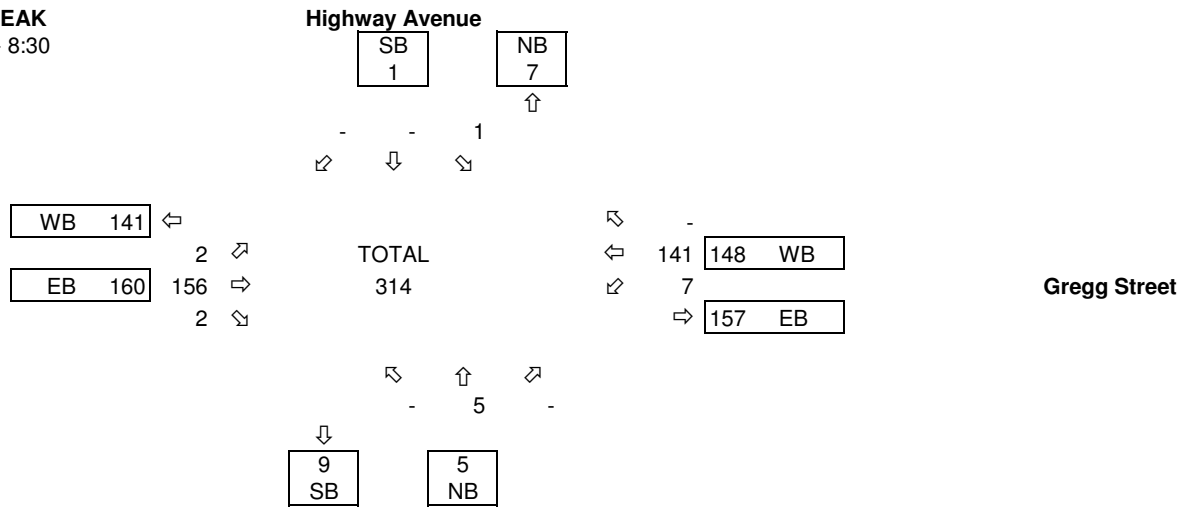 EAK Highway Avenue
8:30 SB NB
1 7
⇧
- - 1
⬃ ⇩ ⬂
WB 141 ⇦ ⬁ -
2 ⬀ TOTAL ⇦ 141 148 WB
EB 160 156 ⇨ 314 ⬃ 7 Gregg Street
2 ⬂ ⇨ 157 EB
⬁ ⇧ ⬀
- 5 -
⇩
9 5
SB NB